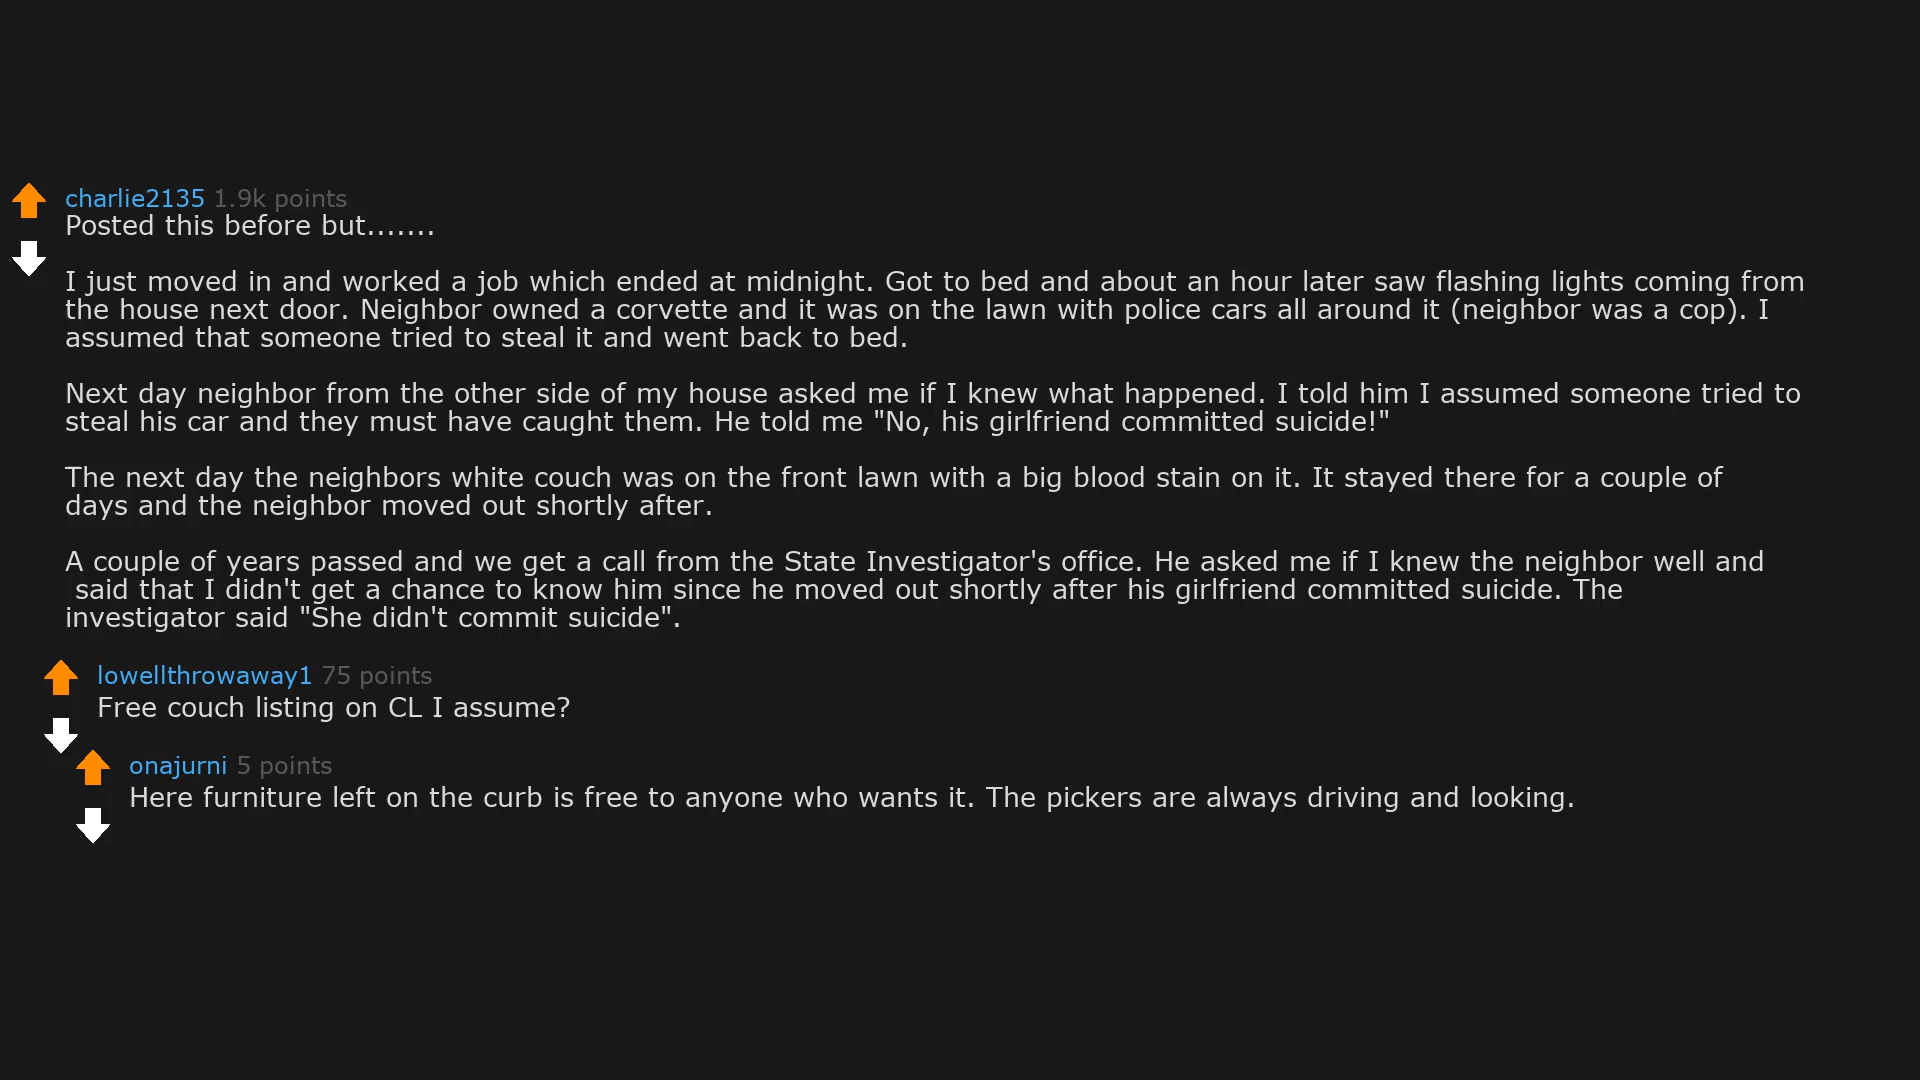 charlie2135 1.9k points
Posted this before but.......
I just moved in and worked a job which ended at midnight. Got to bed and about an hour later saw flashing lights coming from
the house next door. Neighbor owned a corvette and it was on the lawn with police cars all around it (neighbor was a cop). I
assumed that someone tried to steal it and went back to bed.
Next day neighbor from the other side of my house asked me if I knew what happened. I told him I assumed someone tried to
steal his car and they must have caught them. He told me "No, his girlfriend committed suicide!"
The next day the neighbors white couch was on the front lawn with a big blood stain on it. It stayed there for a couple of
days and the neighbor moved out shortly after.
A couple of years passed and we get a call from the State Investigator's office. He asked me if I knew the neighbor well and
said that I didn't get a chance to know him since he moved out shortly after his girlfriend committed suicide. The
investigator said "She didn't commit suicide".
lowellthrowaway1 75 points
Free couch listing on CL I assume?
onajurni 5 points
Here furniture left on the curb is free to anyone who wants it. The pickers are always driving and looking.